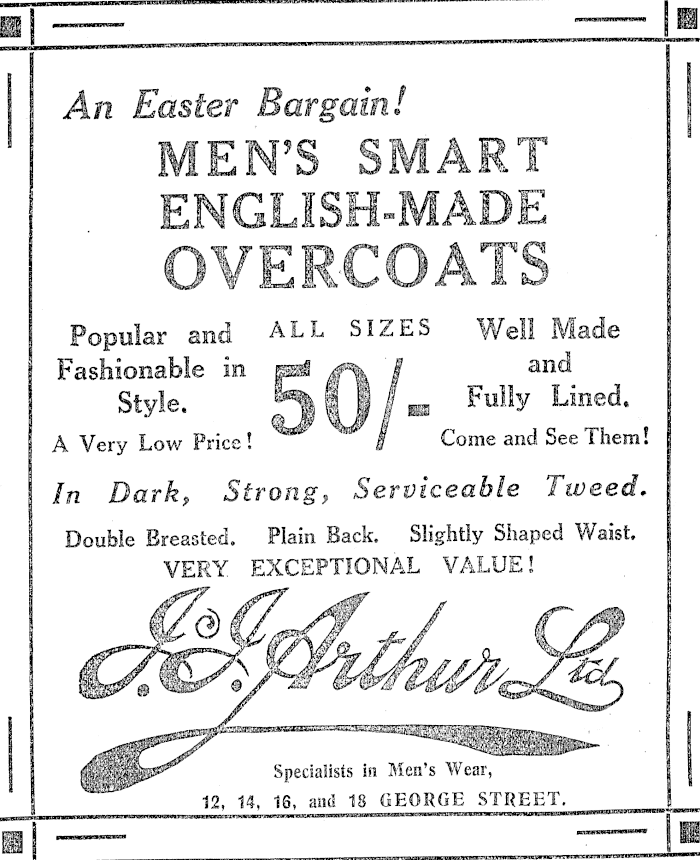 An Easter Bargain!
MEN'S SMART
ENGLISH-MADE
OVERCOATS
Popular and
Fashionable in
Style.
A Very Low Price!
ALL SIZES
50/-
Well Made
and
Fully Lined.
Come and See Them!
In Dark, Strong, Serviceable Tweed.
Double Breasted. Plain Back. Slightly Shaped Waist.
VERY EXCEPTIONAL VALUE!
J. J. Arthur Ltd
Specialists in Men's Wear,
12, 14, 16, and 18 GEORGE STREET.